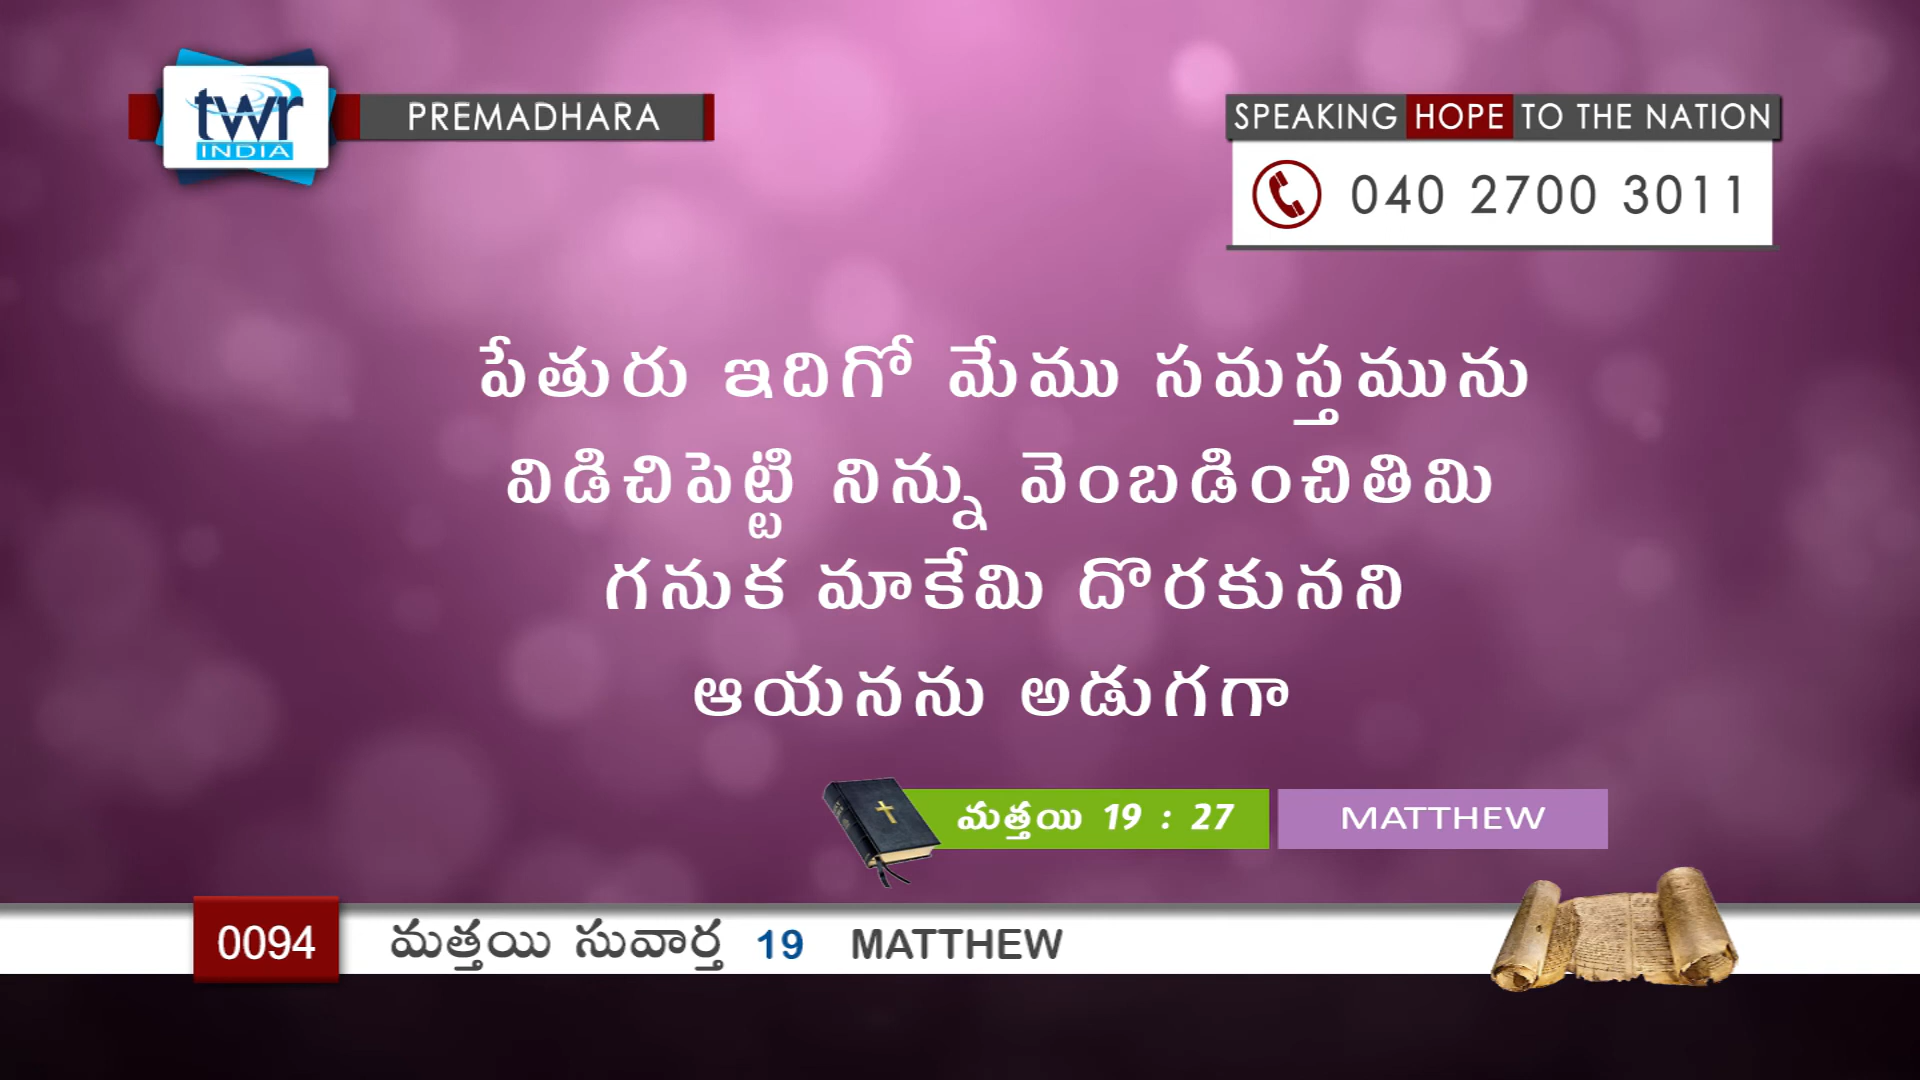 twr
INDIA
PREMADHARA
SPEAKING HOPE TO THE NATION
040 2700 3011
పేతురు ఇదిగో మేము సమస్తమును
విడిచిపెట్టి నిన్ను వెంబడించితిమి
గనుక మాకేమి దొరకునని
ఆయనను అడుగగా
మత్తయి 19 : 27
MATTHEW
0094
మత్తయి సువార్త 19 MATTHEW